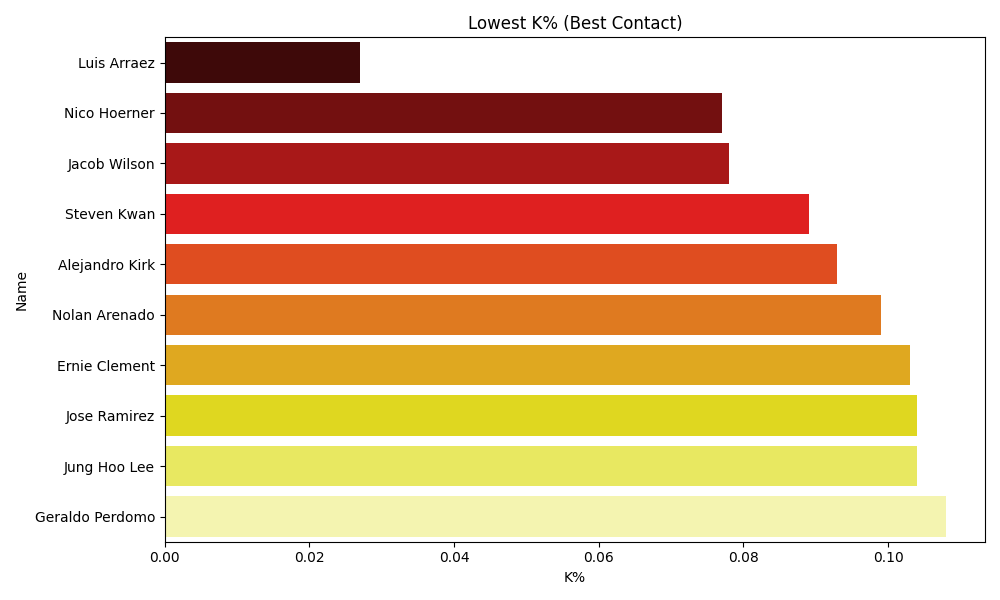 Lowest K% (Best Contact)
Luis Arraez
Nico Hoerner
Jacob Wilson
Steven Kwan
Alejandro Kirk
Nolan Arenado
Ernie Clement
Jose Ramirez
Jung Hoo Lee
Geraldo Perdomo
Name
0.00 0.02 0.04 0.06 0.08 0.10
K%